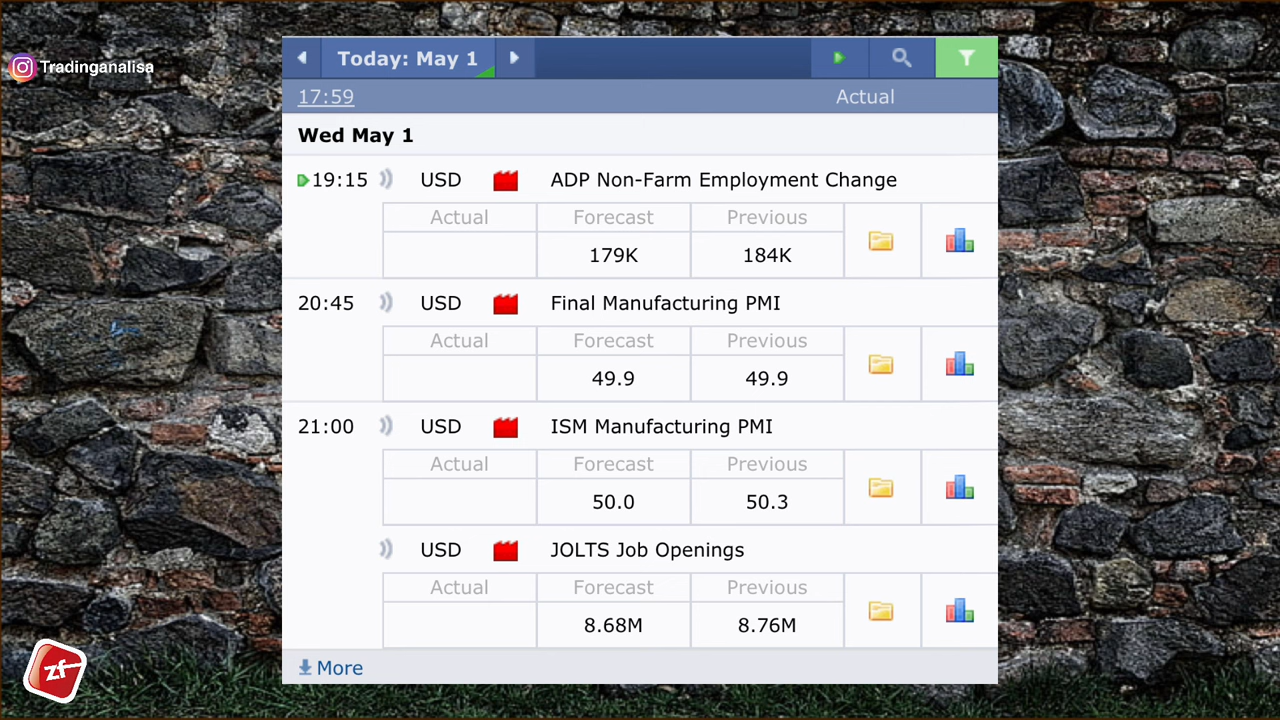 Tradinganalisa
Today: May 1
17:59 Actual
Wed May 1
19:15 USD ADP Non-Farm Employment Change
Actual Forecast Previous
179K 184K
20:45 USD Final Manufacturing PMI
Actual Forecast Previous
49.9 49.9
21:00 USD ISM Manufacturing PMI
Actual Forecast Previous
50.0 50.3
USD JOLTS Job Openings
Actual Forecast Previous
8.68M 8.76M
More
zf